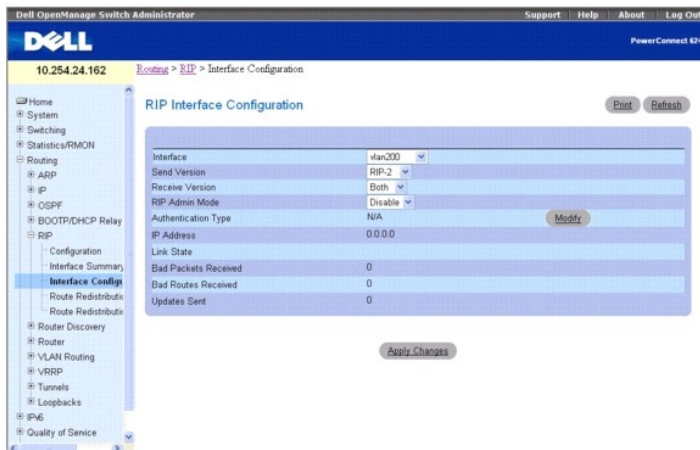 Dell OpenManage Switch Administrator
Support Help About Log Out
DELL
PowerConnect 624
10.254.24.162
Routing > RIP > Interface Configuration
Home
System
Switching
Statistics/RMON
Routing
ARP
IP
OSPF
BOOTP/DHCP Relay
RIP
Configuration
Interface Summary
Interface Configu
Route Redistributic
Route Redistributic
Router Discovery
Router
VLAN Routing
VRRP
Tunnels
Loopbacks
IPv6
Quality of Service
RIP Interface Configuration
Print Refresh
Interface vlan200
Send Version RIP-2
Receive Version Both
RIP Admin Mode Disable
Authentication Type N/A Modify
IP Address 0.0.0.0
Link State
Bad Packets Received 0
Bad Routes Received 0
Updates Sent 0
Apply Changes